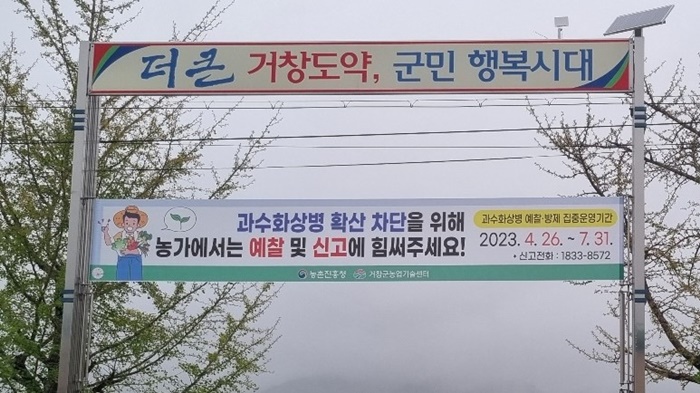 더 큰 거창도약, 군민 행복시대
과수화상병 확산 차단을 위해
농가에서는 예찰 및 신고에 힘써주세요!
과수화상병 예찰·방제 집중운영기간
2023. 4. 26. ~ 7. 31.
• 신고전화 : 1833-8572
농촌진흥청 거창군농업기술센터